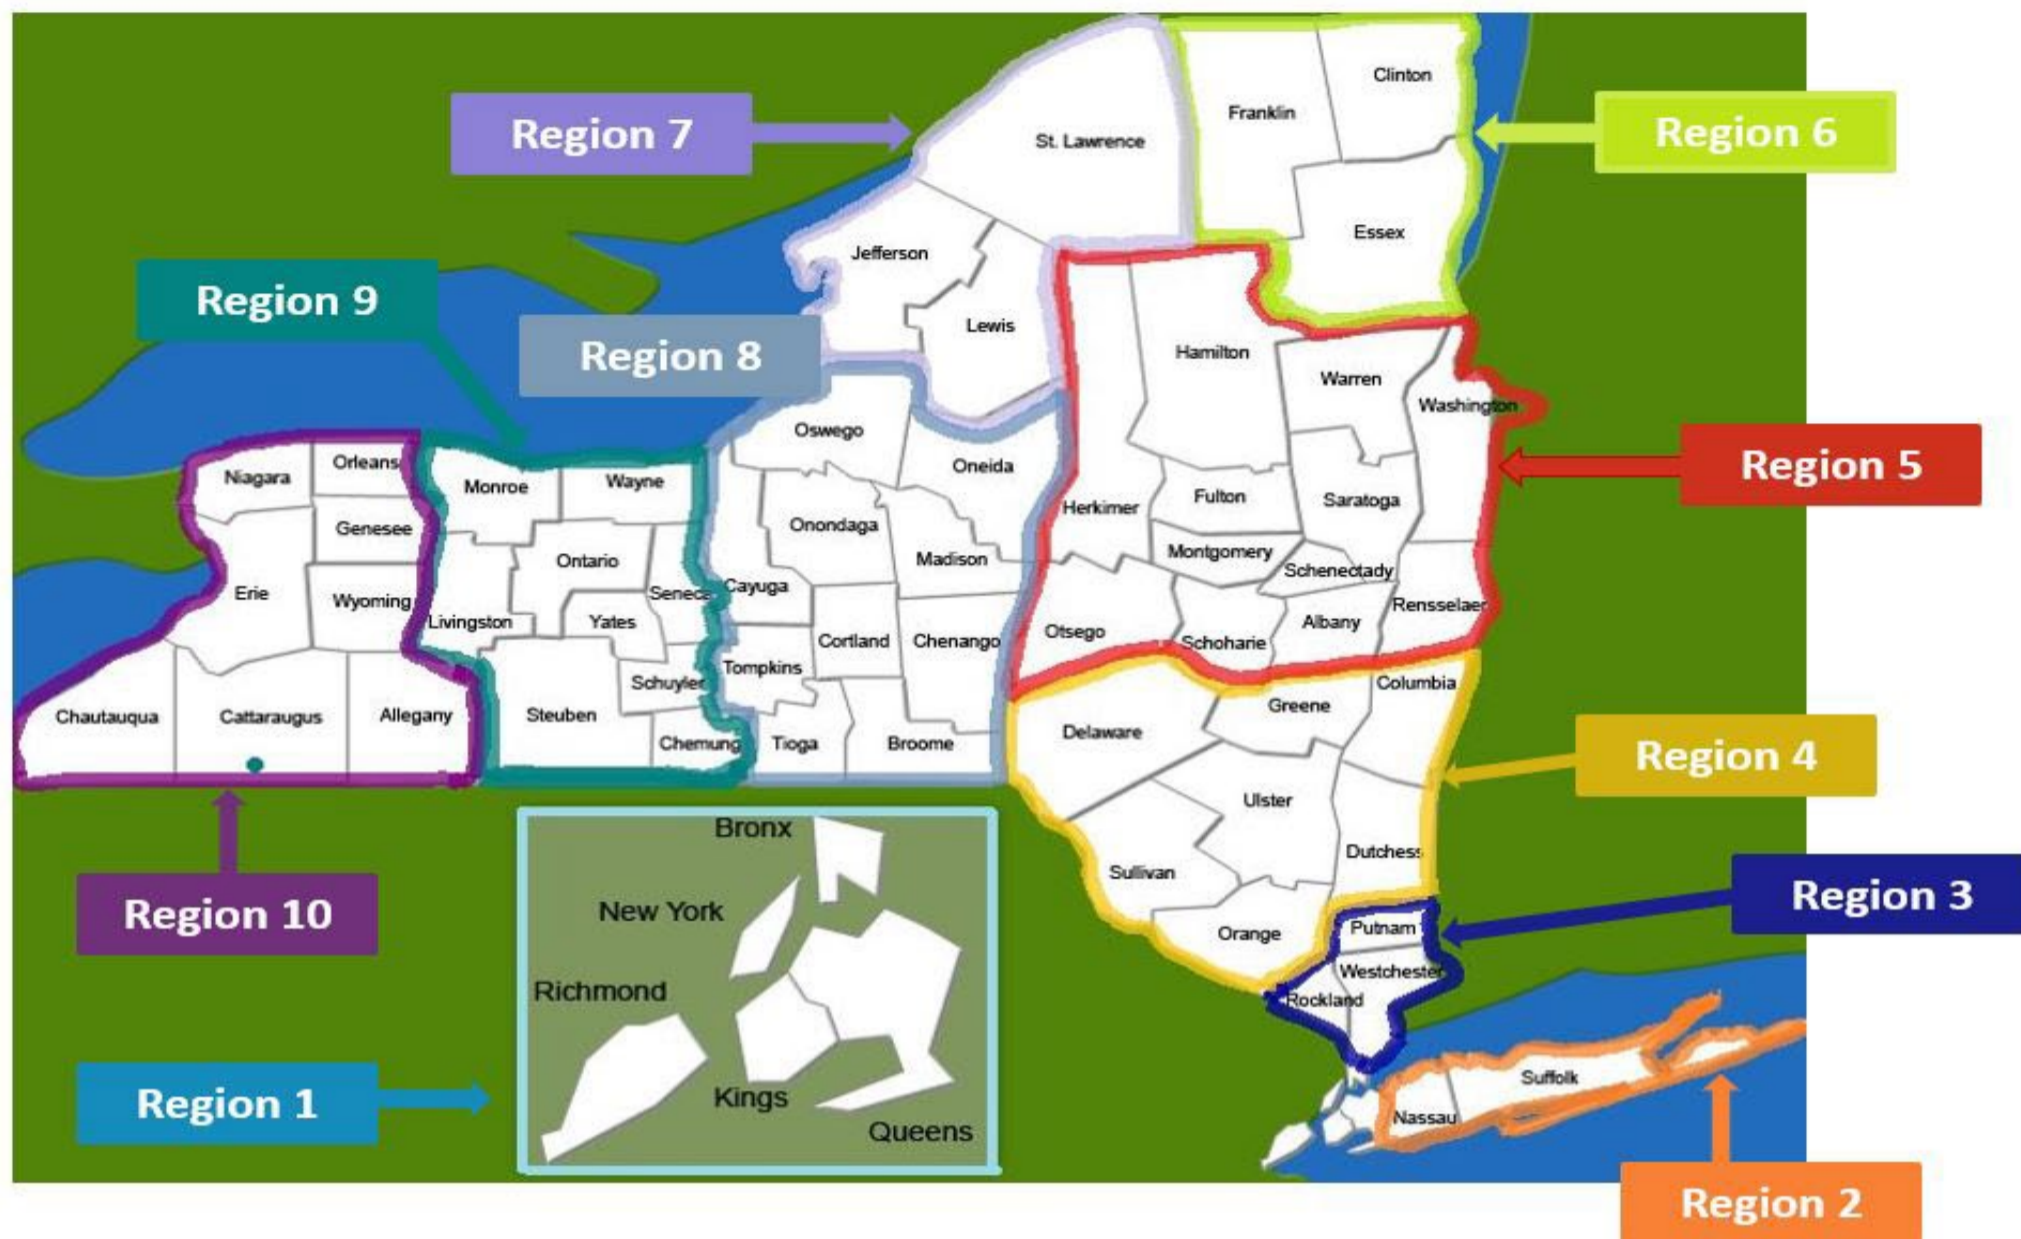 Clinton
Franklin
Region 7
Region 6
St. Lawrence
Essex
Jefferson
Region 9
Lewis
Region 8
Hamilton
Warren
Washington
Oswego
Orleans
Oneida
Region 5
Niagara
Wayne
Monroe
Fulton
Saratoga
Herkimer
Genesee
Onondaga
Montgomery
Madison
Ontario
Schenectady
Cayuga
Erie
Seneca
Wyoming
Rensselaer
Livingston
Yates
Albany
Otsego
Cortland
Chenango
Schoharie
Tompkins
Schuyler
Columbia
Greene
Chautauqua
Cattaraugus
Allegany
Steuben
Delaware
Chemung
Tioga
Broome
Region 4
Ulster
Bronx
Dutchess
Sullivan
Region 3
New York
Region 10
Putnam
Orange
Westchester
Richmond
Rockland
Suffolk
Kings
Region 1
Nassau
Queens
Region 2